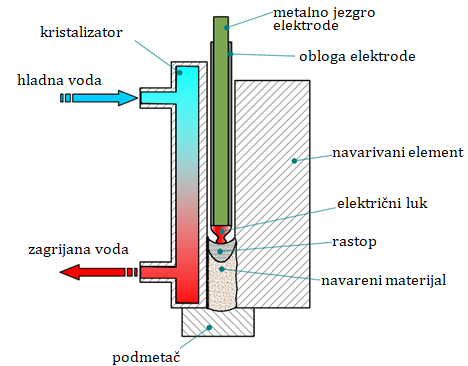 metalno jezgro
elektrode
kristalizator
obloga elektrode
hladna voda
navarivani element
električni luk
rastop
zagrijana voda
navareni materijal
podmetač